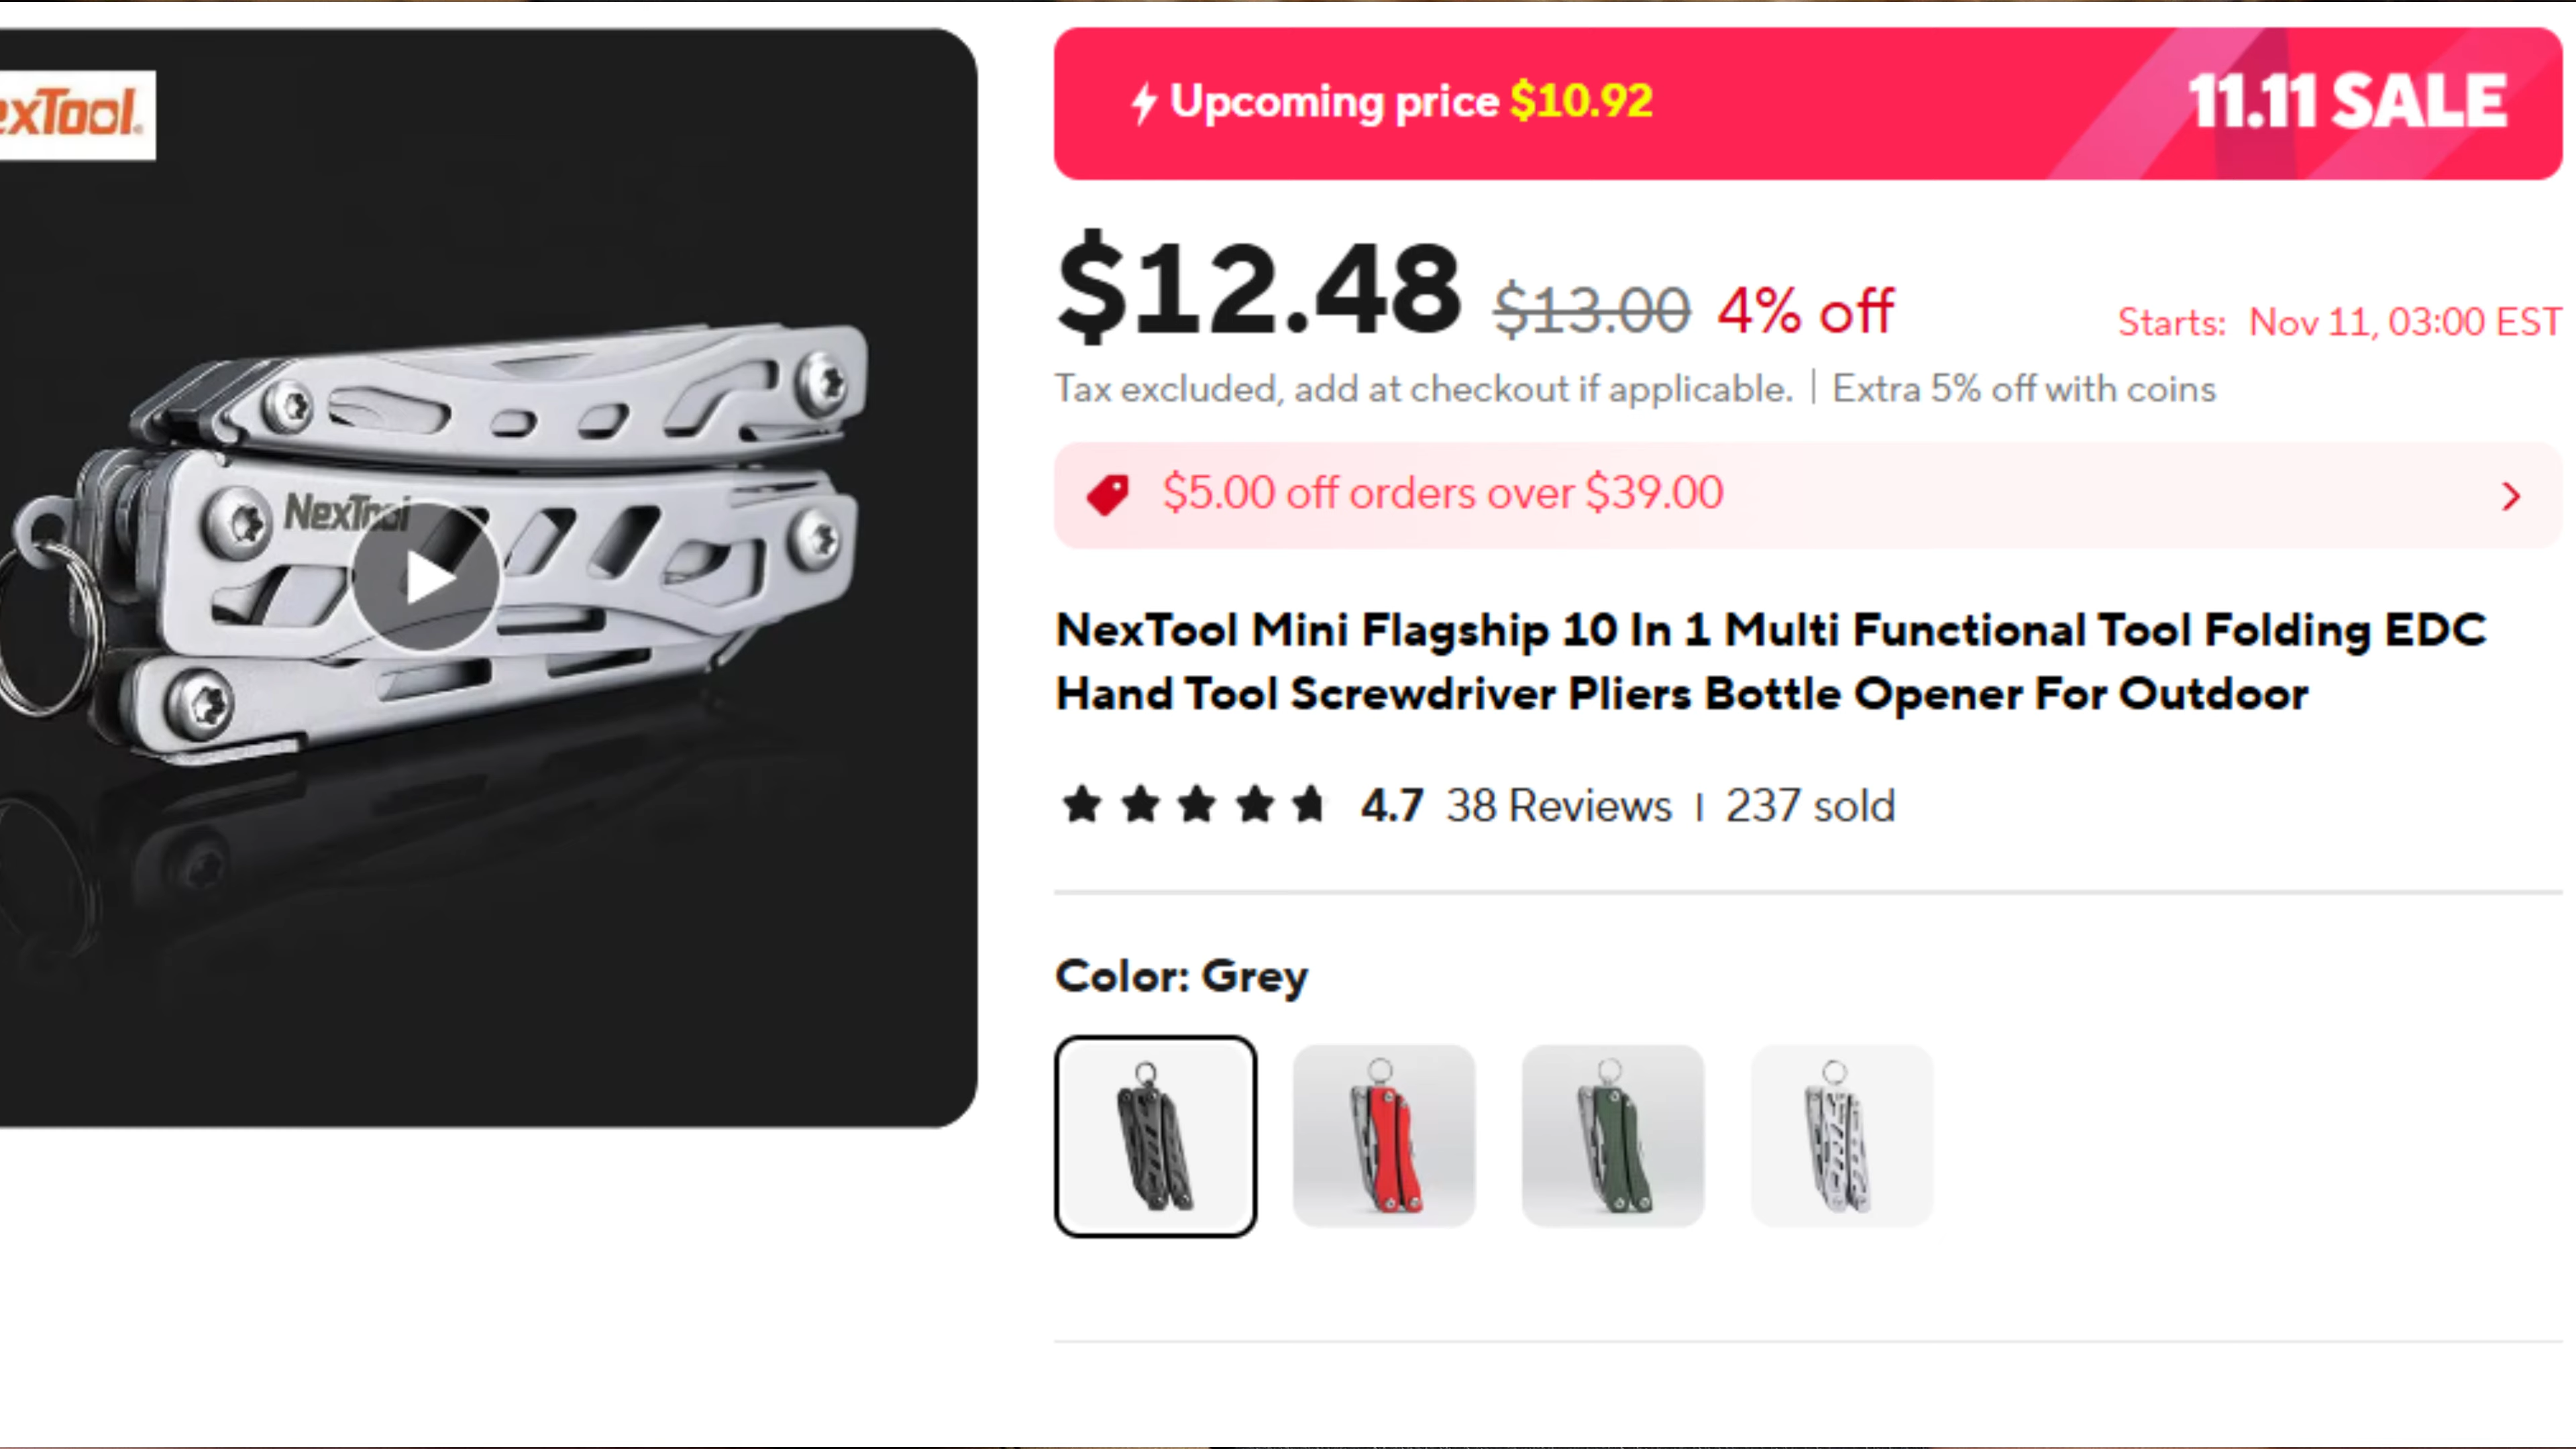 exTool.
NexTool
Upcoming price $10.92
11.11 SALE
$12.48 $13.00 4% off
Starts: Nov 11, 03:00 EST
Tax excluded, add at checkout if applicable. | Extra 5% off with coins
$5.00 off orders over $39.00
NexTool Mini Flagship 10 In 1 Multi Functional Tool Folding EDC
Hand Tool Screwdriver Pliers Bottle Opener For Outdoor
4.7 38 Reviews | 237 sold
Color: Grey